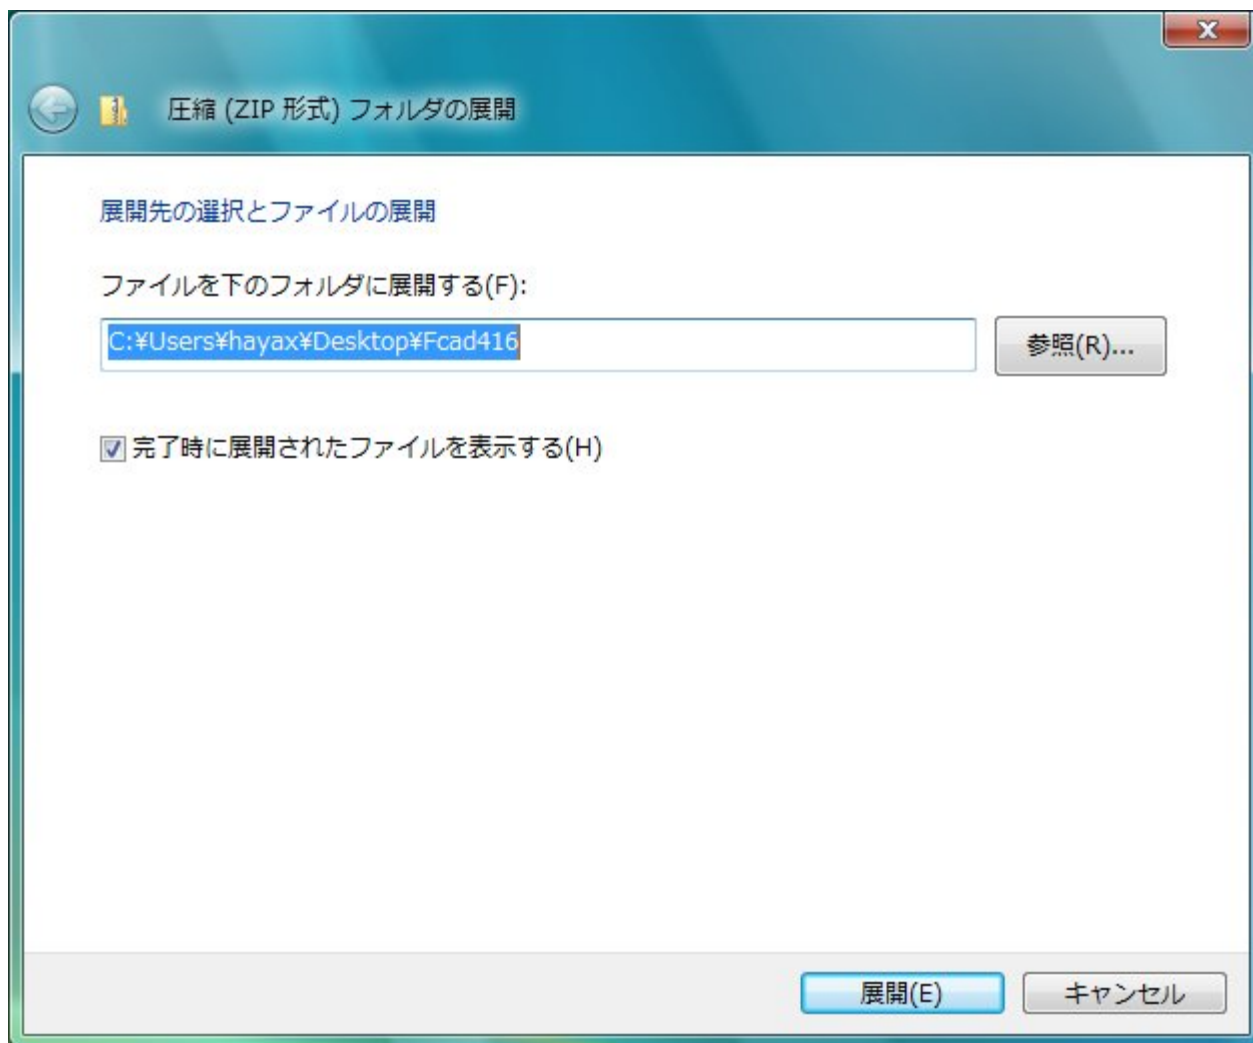 圧縮 (ZIP 形式) フォルダの展開
展開先の選択とファイルの展開
ファイルを下のフォルダに展開する(F):
C:¥Users¥hayax¥Desktop¥Fcad416
参照(R)...
完了時に展開されたファイルを表示する(H)
展開(E)
キャンセル